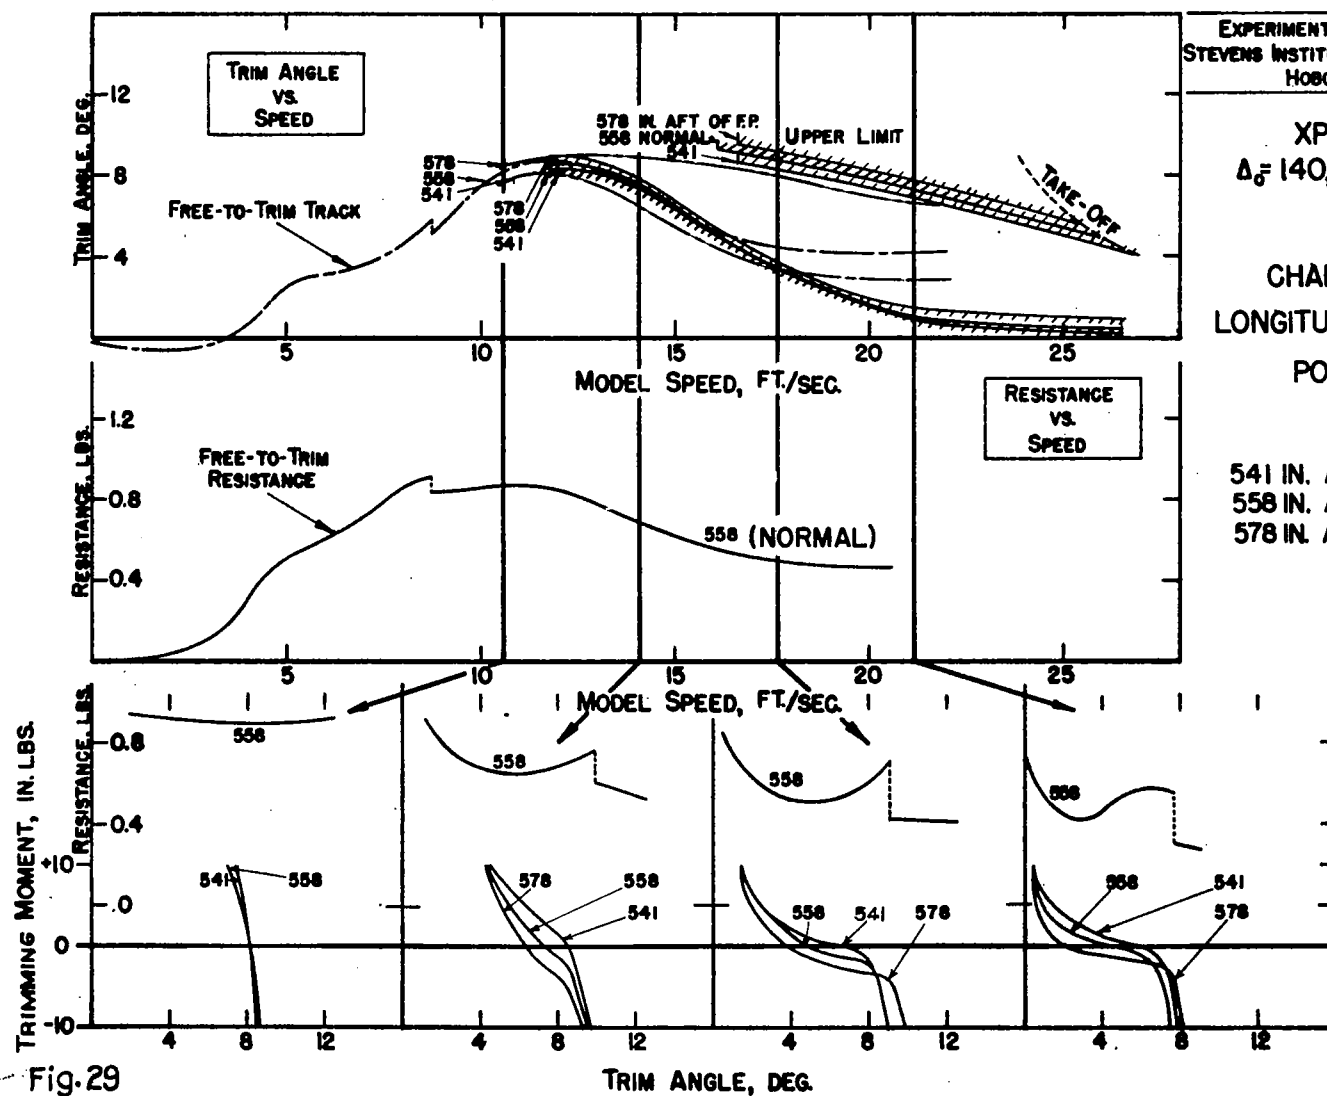 EXPERIMENT
STEVENS INSTIT
HOBO
XP
Δo= 140,
CHA
LONGITU
PO
541 IN.
558 IN.
578 IN.
TRIM ANGLE
VS.
SPEED
TRIM ANGLE, DEG.
12
8
4
578 IN. AFT OF F.P.
558 NORMAL
541
UPPER LIMIT
TAKE-OFF
578
558
541
578
558
541
FREE-TO-TRIM TRACK
5
10
15
20
25
MODEL SPEED, FT./SEC.
RESISTANCE
VS.
SPEED
RESISTANCE, LBS.
1.2
0.8
0.4
FREE-TO-TRIM
RESISTANCE
558 (NORMAL)
5
10
15
20
25
MODEL SPEED, FT./SEC.
TRIMMING MOMENT, IN. LBS.
RESISTANCE, LBS.
0.8
0.4
+10
.0
0
-10
558
558
558
558
541
558
578
558
541
558
541
578
558
541
578
4
8
12
4
8
12
4
8
12
4
8
12
TRIM ANGLE, DEG.
Fig.29